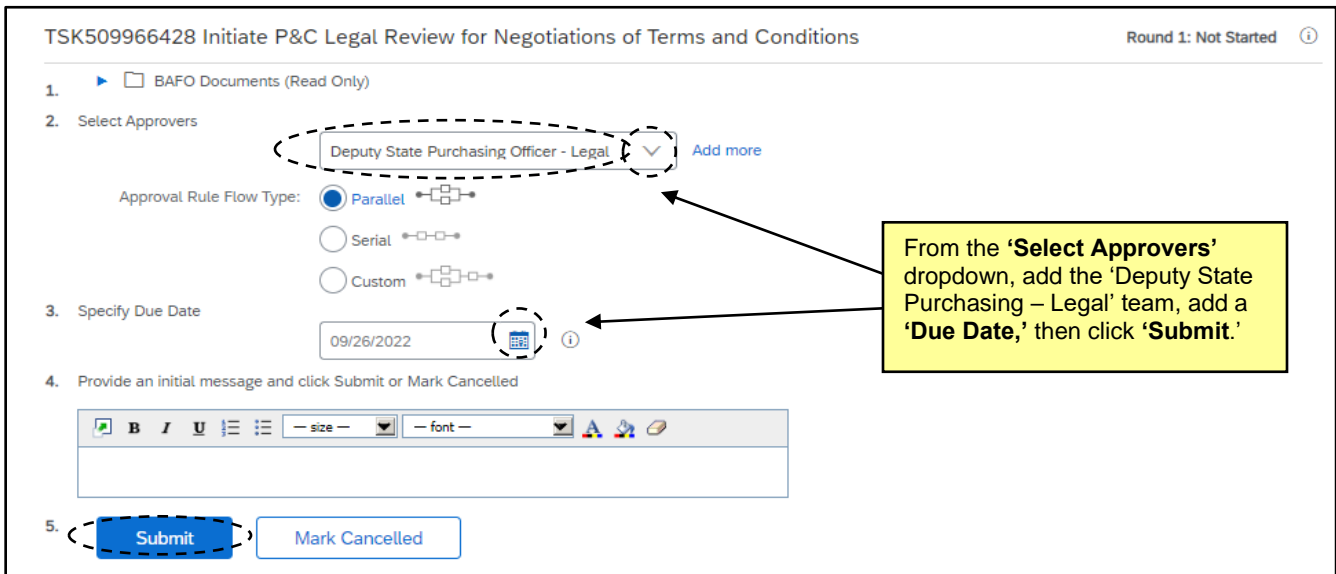 TSK509966428 Initiate P&C Legal Review for Negotiations of Terms and Conditions
Round 1: Not Started
1. BAFO Documents (Read Only)
2. Select Approvers
Deputy State Purchasing Officer - Legal
Add more
Approval Rule Flow Type:
Parallel
Serial
Custom
From the ‘Select Approvers’
dropdown, add the ‘Deputy State
Purchasing – Legal’ team, add a
‘Due Date,’ then click ‘Submit.’
3. Specify Due Date
09/26/2022
4. Provide an initial message and click Submit or Mark Cancelled
B I U — size — — font — A
5. Submit
Mark Cancelled